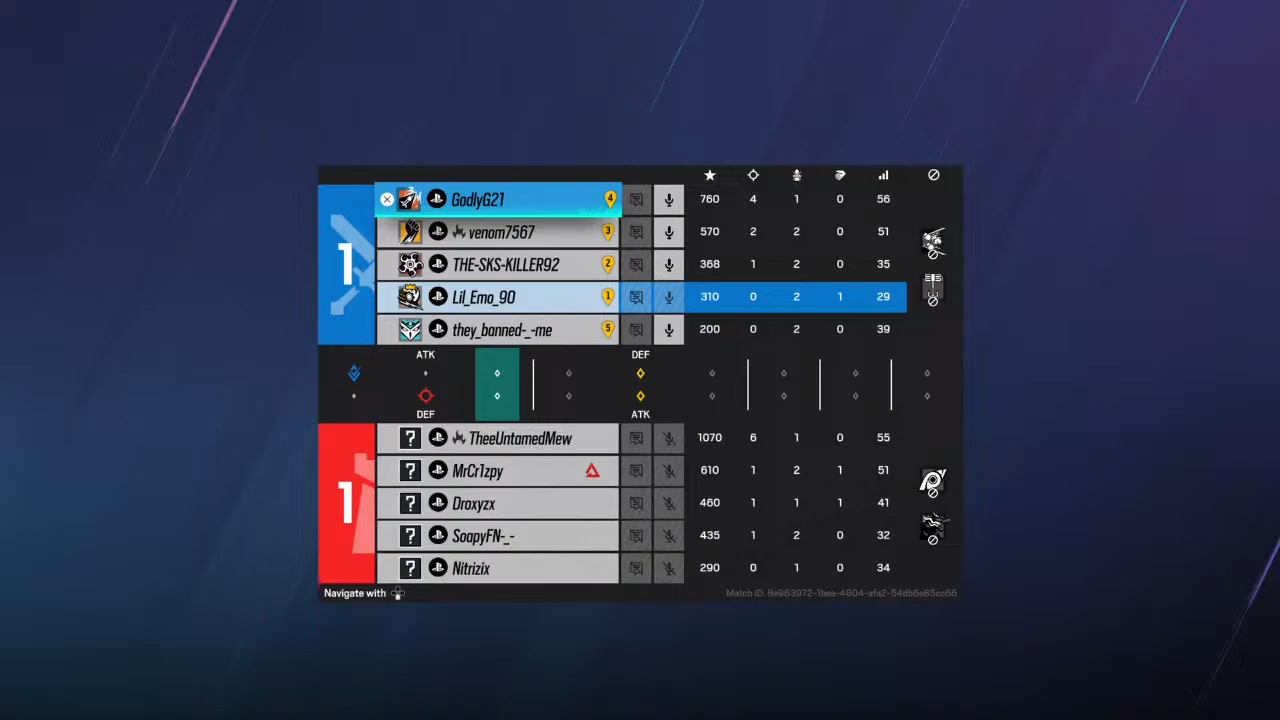 GodlyG21 4 760 4 1 0 56
1
venom7567 3 570 2 2 0 51
THE-SKS-KILLER92 2 368 1 2 0 35
Lil_Emo_90 1 310 0 2 1 29
they_banned-_-me 5 200 0 2 0 39
ATK DEF
DEF ATK
? TheeUntamedMew 1070 6 1 0 55
1
? MrCr1zpy 610 1 2 1 51
? Droxyzx 460 1 1 1 41
? SoapyFN-_- 435 1 2 0 32
? Nitrizix 290 0 1 0 34
Navigate with
Match ID: